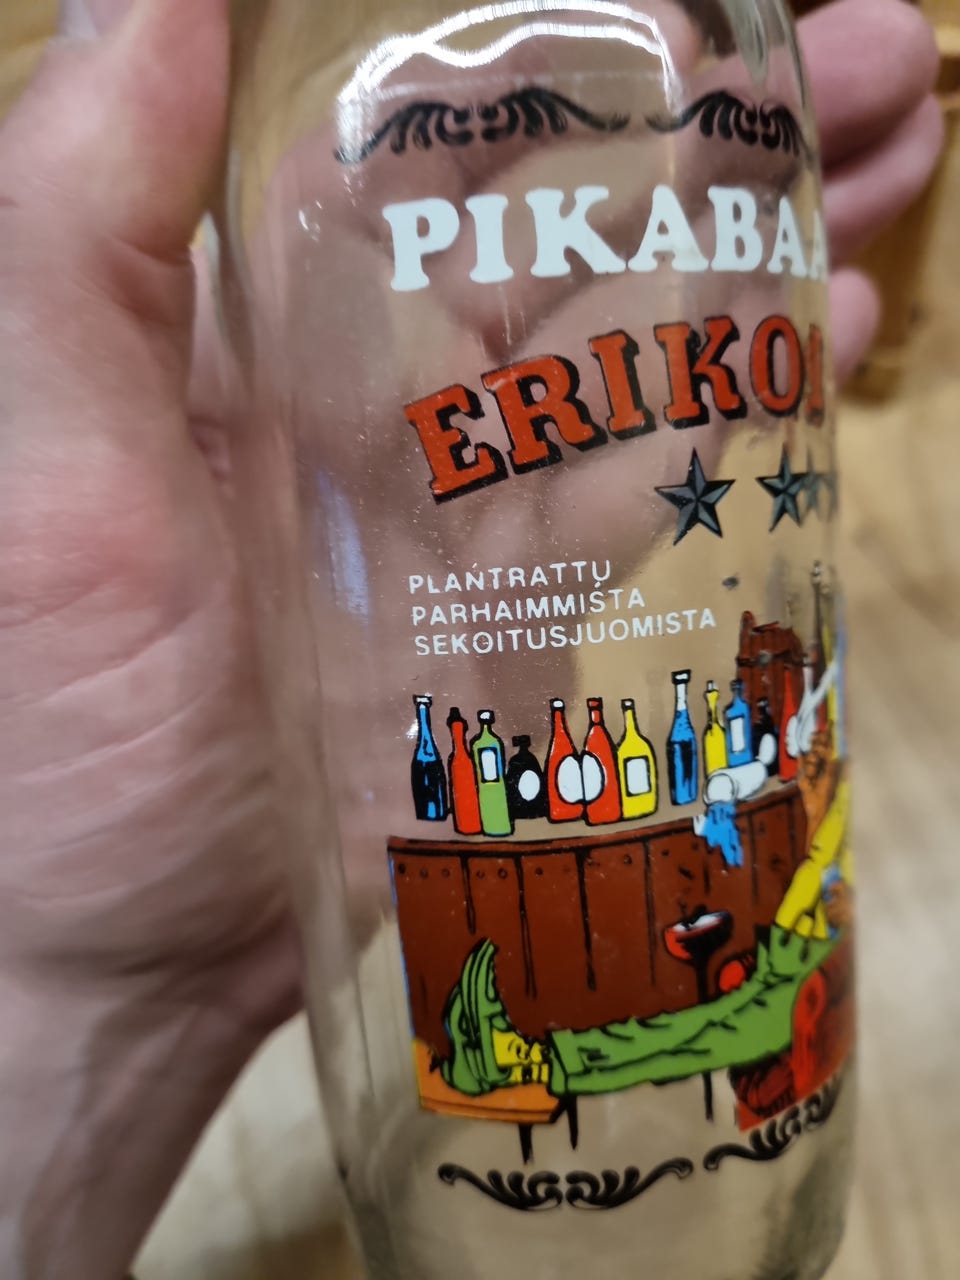 PIKABAA
ERIKOI
PLANTRATTU
PARHAIMMISTA
SEKOITUSJUOMISTA